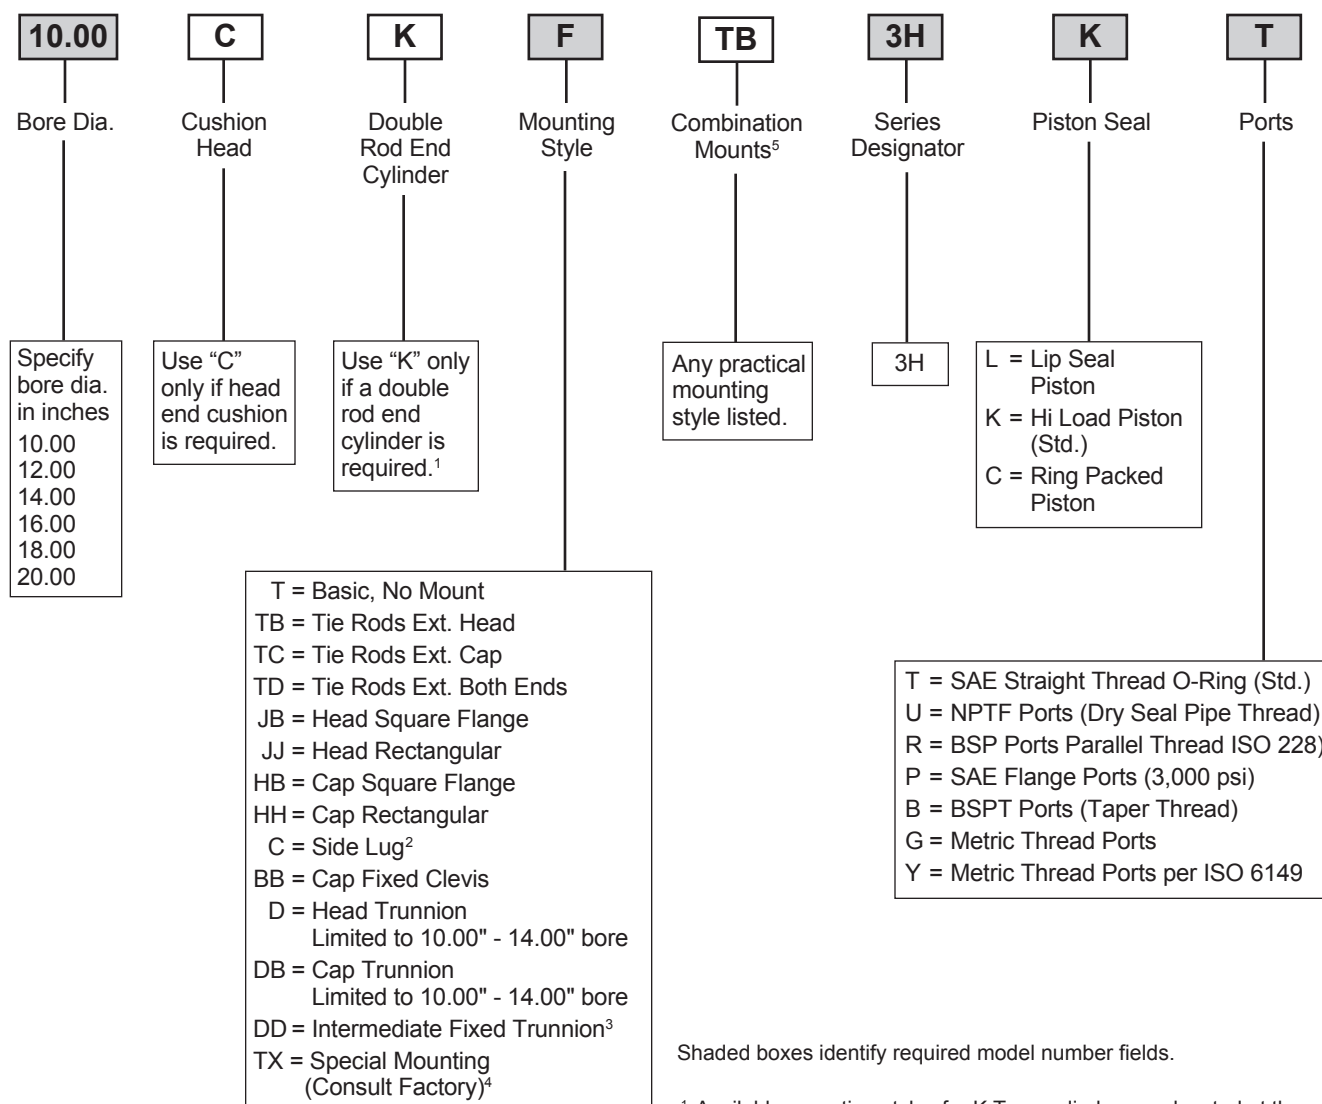 10.00 C K F TB 3H K T
Bore Dia.
Cushion
Head
Double
Rod End
Cylinder
Mounting
Style
Combination
Mounts⁵
Series
Designator
Piston Seal
Ports
Specify
bore dia.
in inches
10.00
12.00
14.00
16.00
18.00
20.00
Use “C”
only if head
end cushion
is required.
Use “K” only
if a double
rod end
cylinder is
required.¹
Any practical
mounting
style listed.
3H
L = Lip Seal
Piston
K = Hi Load Piston
(Std.)
C = Ring Packed
Piston
T = Basic, No Mount
TB = Tie Rods Ext. Head
TC = Tie Rods Ext. Cap
TD = Tie Rods Ext. Both Ends
JB = Head Square Flange
JJ = Head Rectangular
HB = Cap Square Flange
HH = Cap Rectangular
C = Side Lug²
BB = Cap Fixed Clevis
D = Head Trunnion
Limited to 10.00" - 14.00" bore
DB = Cap Trunnion
Limited to 10.00" - 14.00" bore
DD = Intermediate Fixed Trunnion³
TX = Special Mounting
(Consult Factory)⁴
T = SAE Straight Thread O-Ring (Std.)
U = NPTF Ports (Dry Seal Pipe Thread)
R = BSP Ports Parallel Thread ISO 228)
P = SAE Flange Ports (3,000 psi)
B = BSPT Ports (Taper Thread)
G = Metric Thread Ports
Y = Metric Thread Ports per ISO 6149
Shaded boxes identify required model number fields.